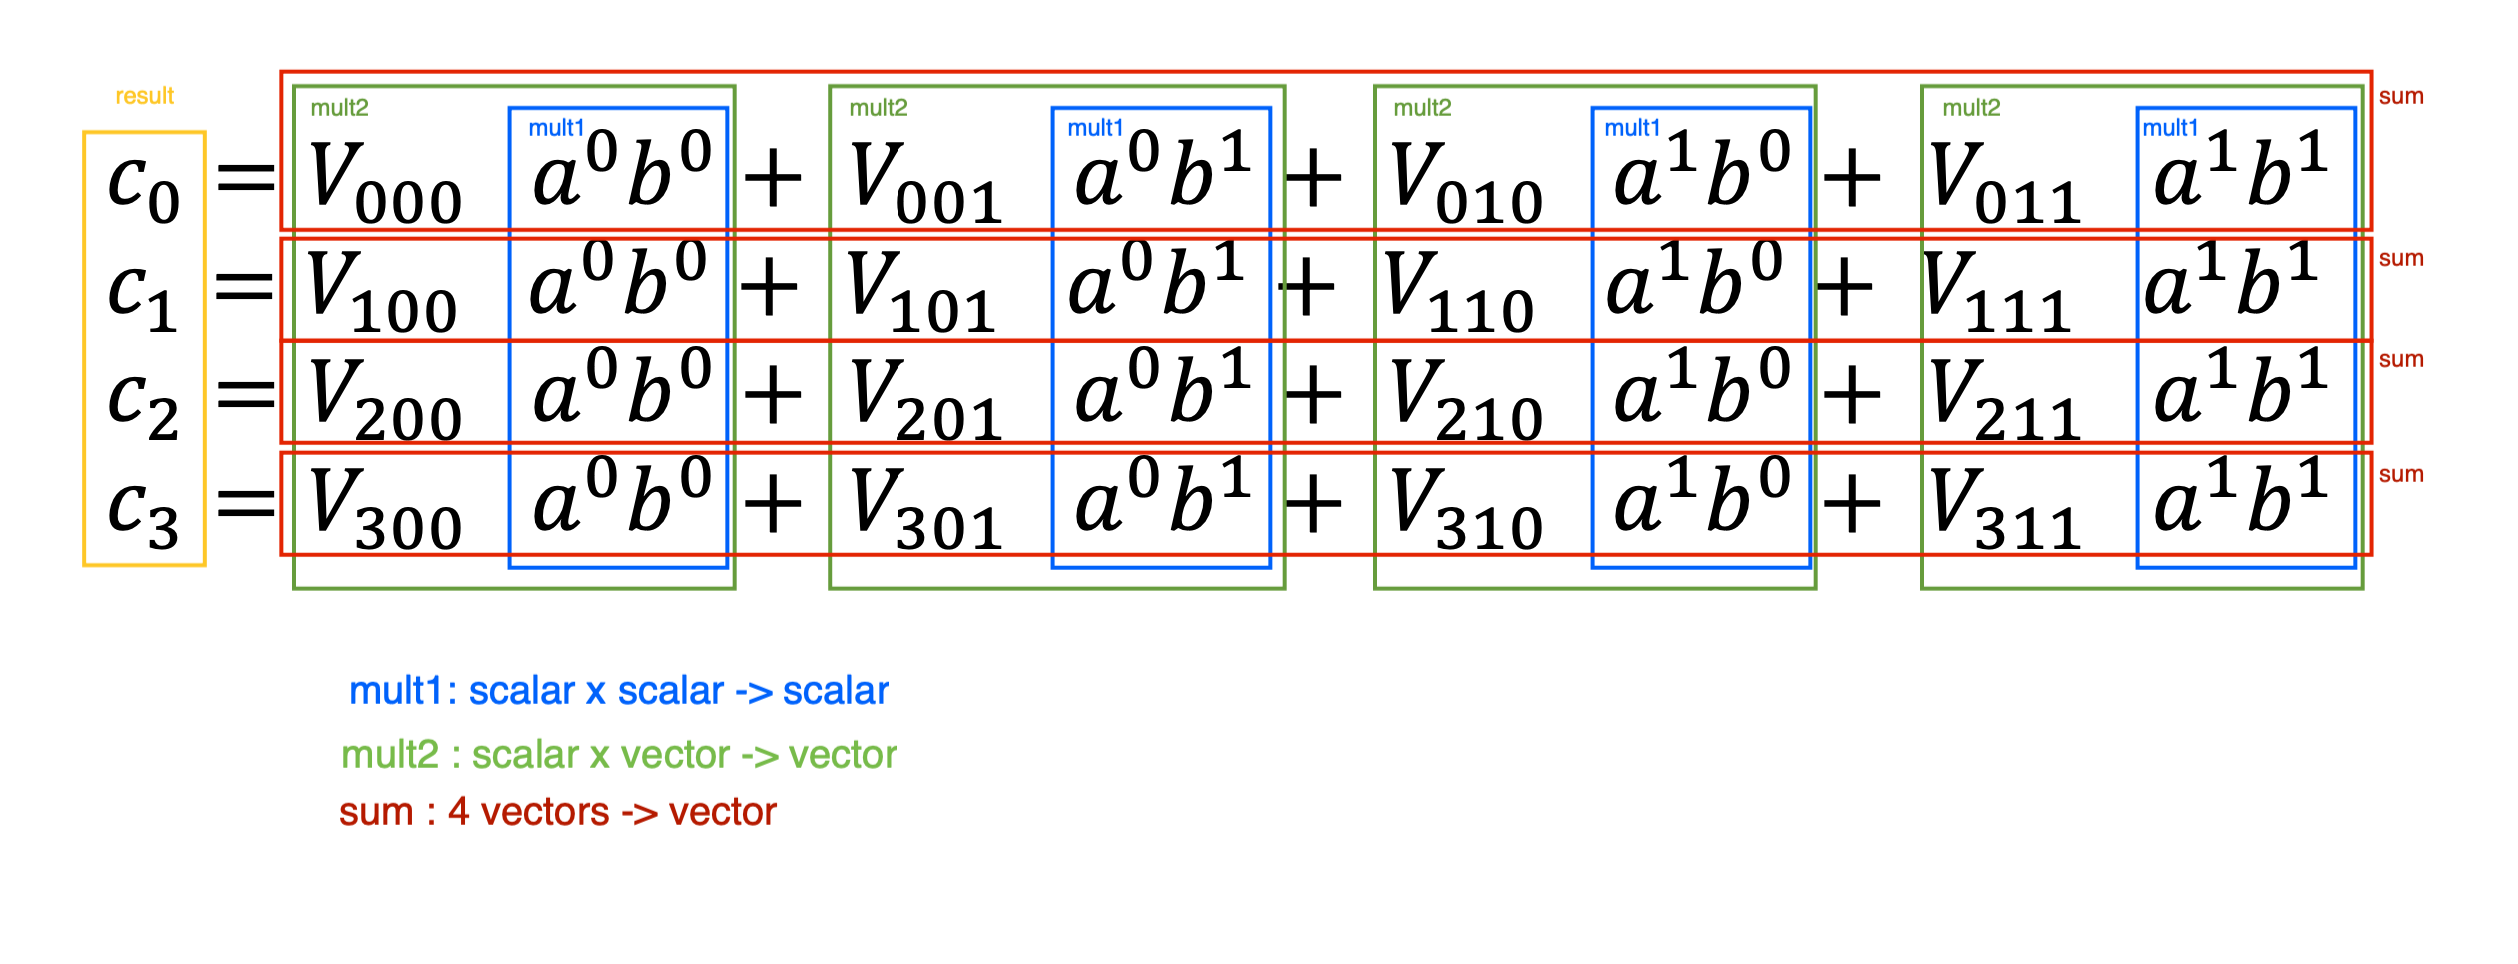 result
mult2 mult2 mult2 mult2 sum
mult1 mult1 mult1 mult1
c₀ = V₀₀₀ a⁰b⁰ + V₀₀₁ a⁰b¹ + V₀₁₀ a¹b⁰ + V₀₁₁ a¹b¹
sum
c₁ = V₁₀₀ a⁰b⁰ + V₁₀₁ a⁰b¹ + V₁₁₀ a¹b⁰ + V₁₁₁ a¹b¹
sum
c₂ = V₂₀₀ a⁰b⁰ + V₂₀₁ a⁰b¹ + V₂₁₀ a¹b⁰ + V₂₁₁ a¹b¹
sum
c₃ = V₃₀₀ a⁰b⁰ + V₃₀₁ a⁰b¹ + V₃₁₀ a¹b⁰ + V₃₁₁ a¹b¹
mult1: scalar x scalar -> scalar
mult2 : scalar x vector -> vector
sum : 4 vectors -> vector